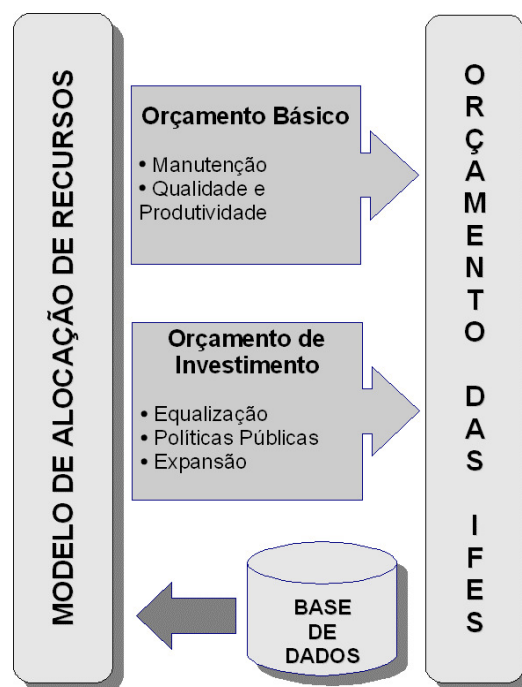 MODELO DE ALOCAÇÃO DE RECURSOS
Orçamento Básico
• Manutenção
• Qualidade e
Produtividade
Orçamento de
Investimento
• Equalização
• Políticas Públicas
• Expansão
BASE
DE
DADOS
ORÇAMENTO DAS IFES